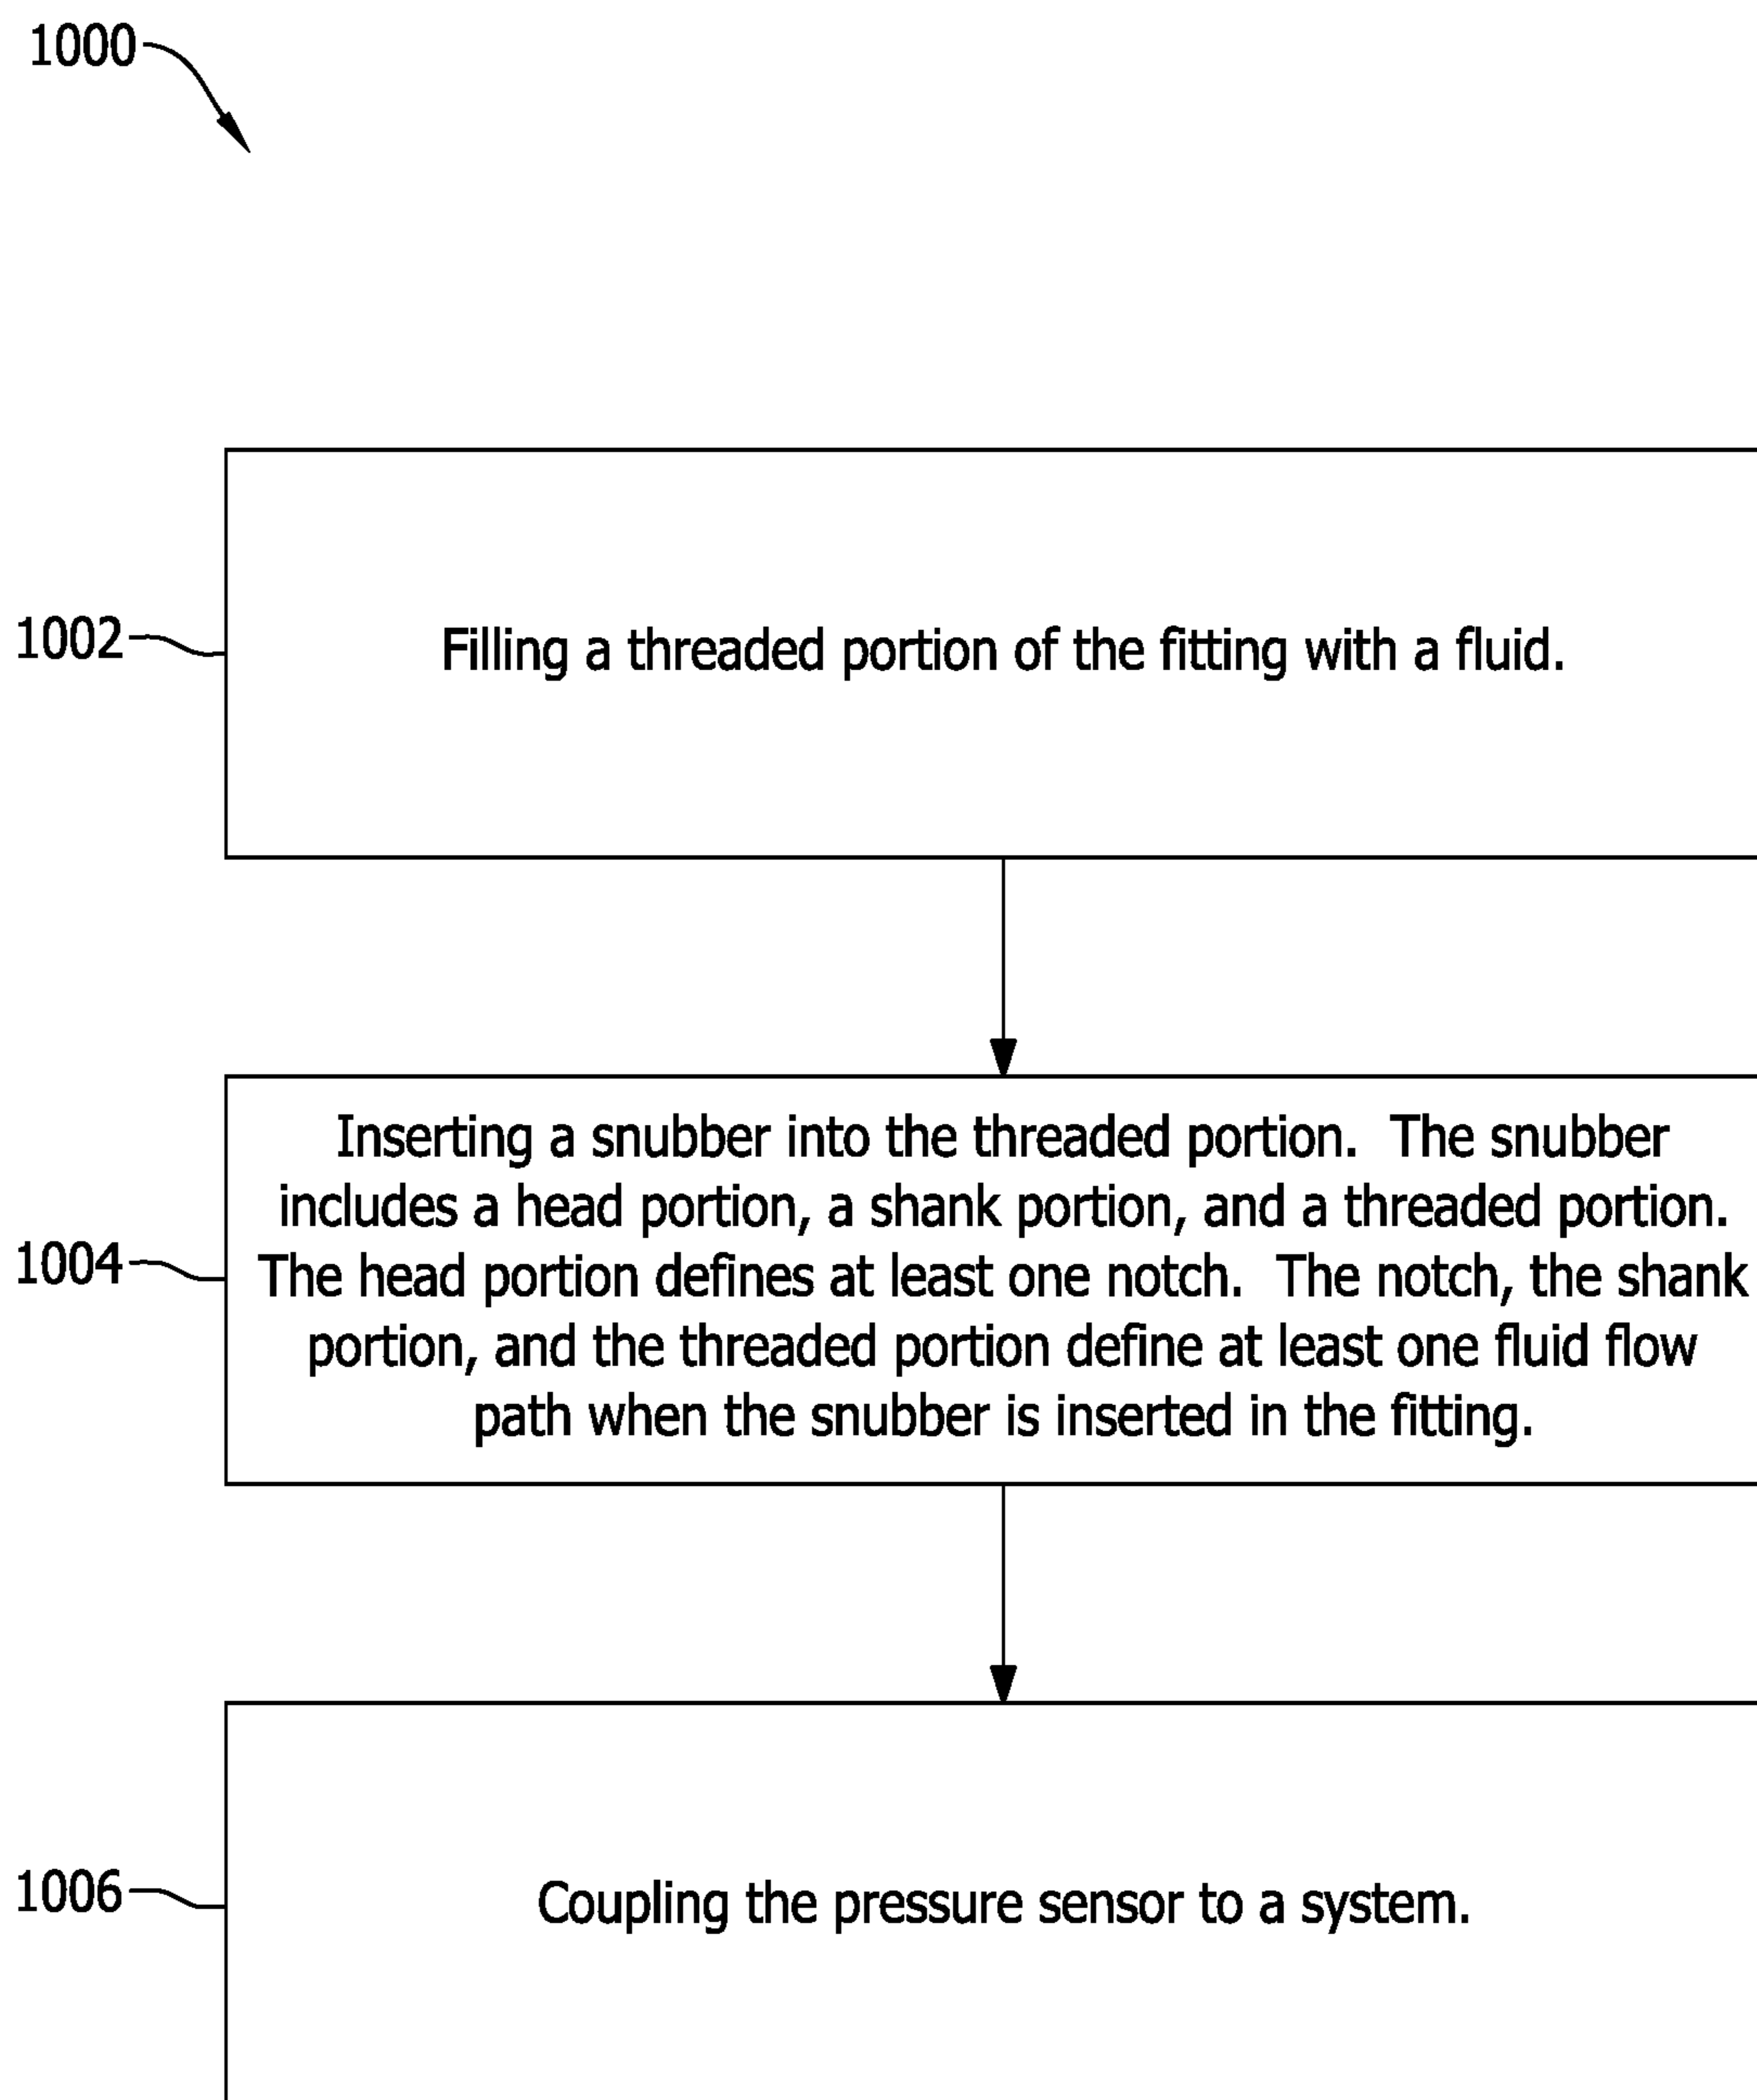 1000
1002
Filling a threaded portion of the fitting with a fluid.
1004
Inserting a snubber into the threaded portion. The snubber
includes a head portion, a shank portion, and a threaded portion.
The head portion defines at least one notch. The notch, the shank
portion, and the threaded portion define at least one fluid flow
path when the snubber is inserted in the fitting.
1006
Coupling the pressure sensor to a system.